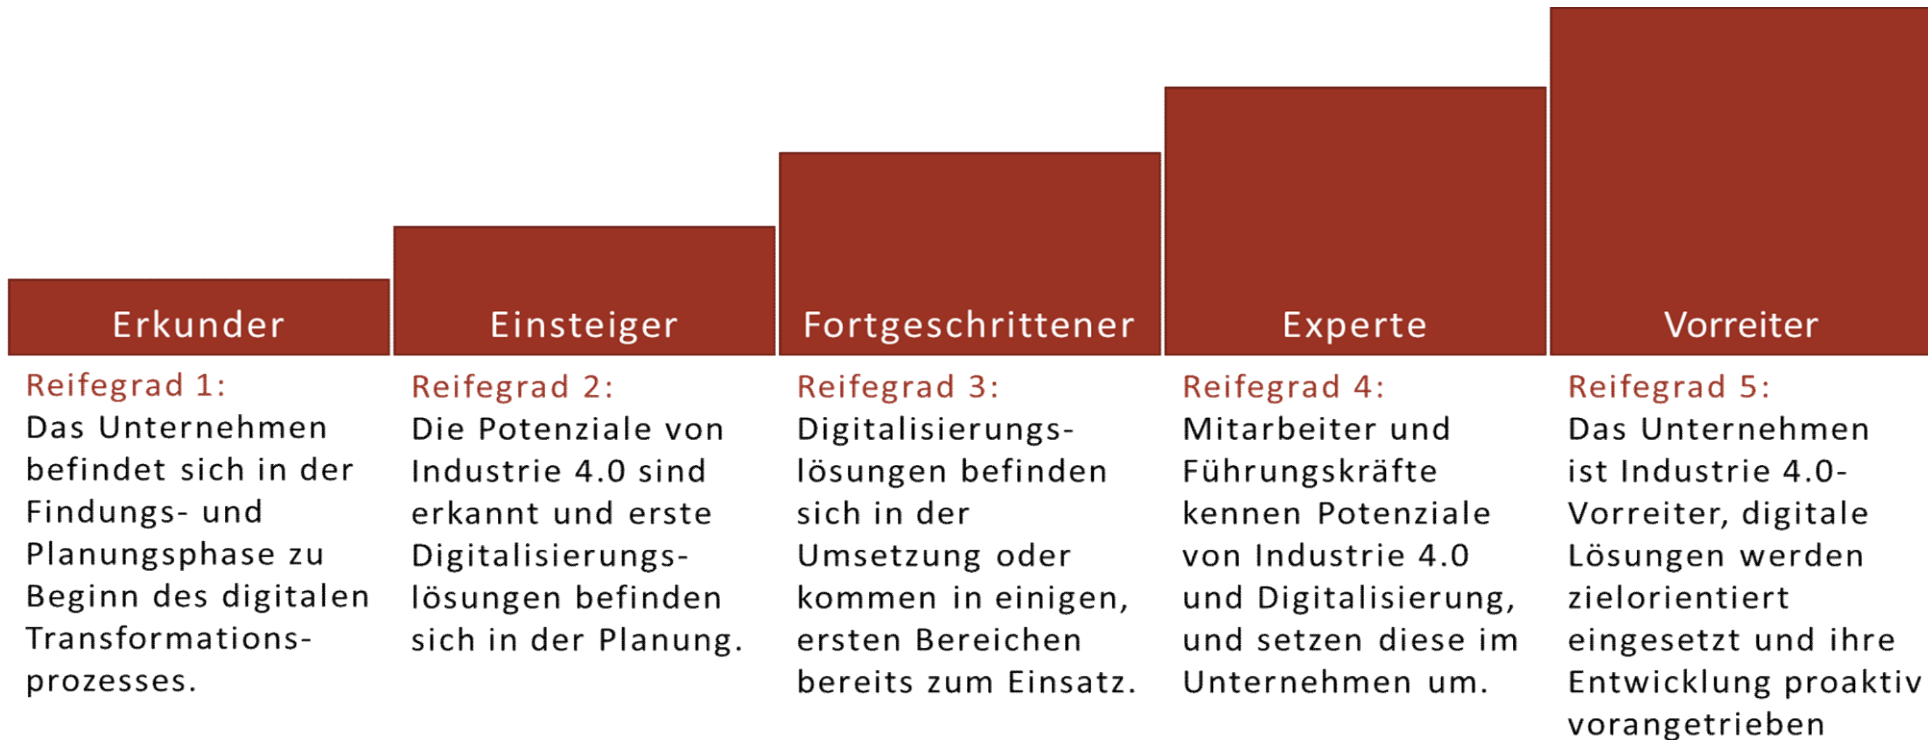 Erkunder
Einsteiger
Fortgeschrittener
Experte
Vorreiter
Reifegrad 1:
Das Unternehmen
befindet sich in der
Findungs- und
Planungsphase zu
Beginn des digitalen
Transformations-
prozesses.
Reifegrad 2:
Die Potenziale von
Industrie 4.0 sind
erkannt und erste
Digitalisierungs-
lösungen befinden
sich in der Planung.
Reifegrad 3:
Digitalisierungs-
lösungen befinden
sich in der
Umsetzung oder
kommen in einigen,
ersten Bereichen
bereits zum Einsatz.
Reifegrad 4:
Mitarbeiter und
Führungskräfte
kennen Potenziale
von Industrie 4.0
und Digitalisierung,
und setzen diese im
Unternehmen um.
Reifegrad 5:
Das Unternehmen
ist Industrie 4.0-
Vorreiter, digitale
Lösungen werden
zielorientiert
eingesetzt und ihre
Entwicklung proaktiv
vorangetrieben